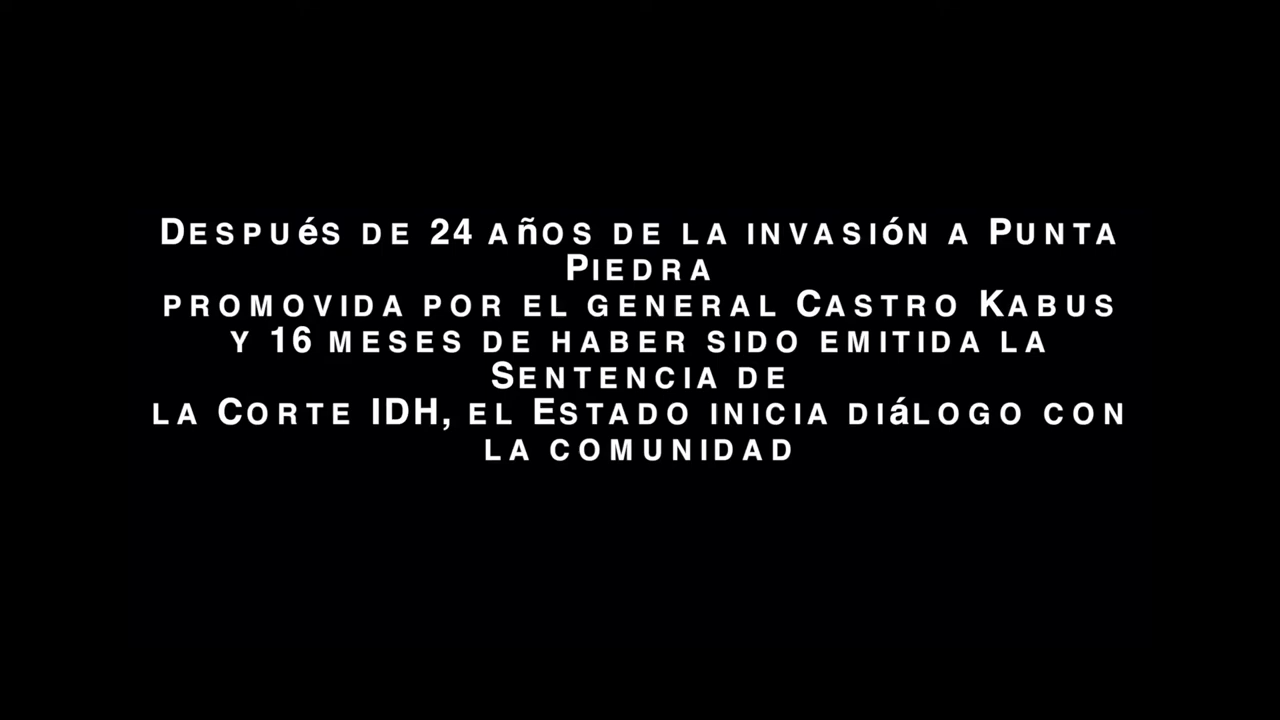 Después de 24 años de la invasión a Punta
Piedra
promovida por el general Castro Kabus
y 16 meses de haber sido emitida la
Sentencia de
la Corte IDH, el Estado inicia diálogo con
la comunidad